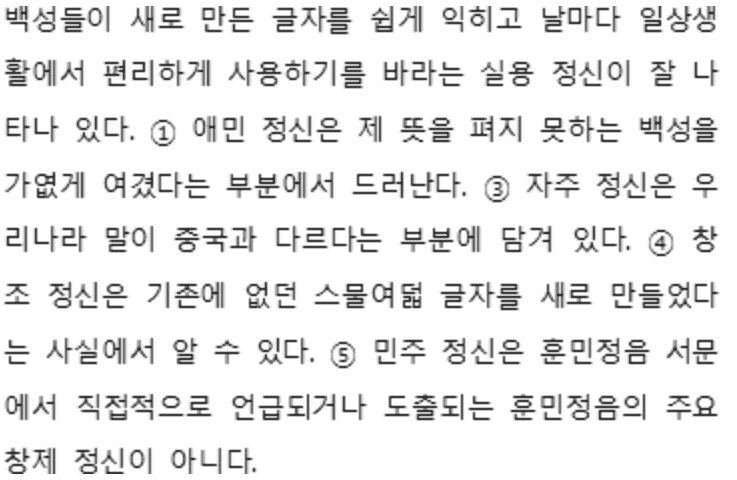 백성들이 새로 만든 글자를 쉽게 익히고 날마다 일상생
활에서 편리하게 사용하기를 바라는 실용 정신이 잘 나
타나 있다. ① 애민 정신은 제 뜻을 펴지 못하는 백성을
가엾게 여겼다는 부분에서 드러난다. ③ 자주 정신은 우
리나라 말이 중국과 다르다는 부분에 담겨 있다. ④ 창
조 정신은 기존에 없던 스물여덟 글자를 새로 만들었다
는 사실에서 알 수 있다. ⑤ 민주 정신은 훈민정음 서문
에서 직접적으로 언급되거나 도출되는 훈민정음의 주요
창제 정신이 아니다.